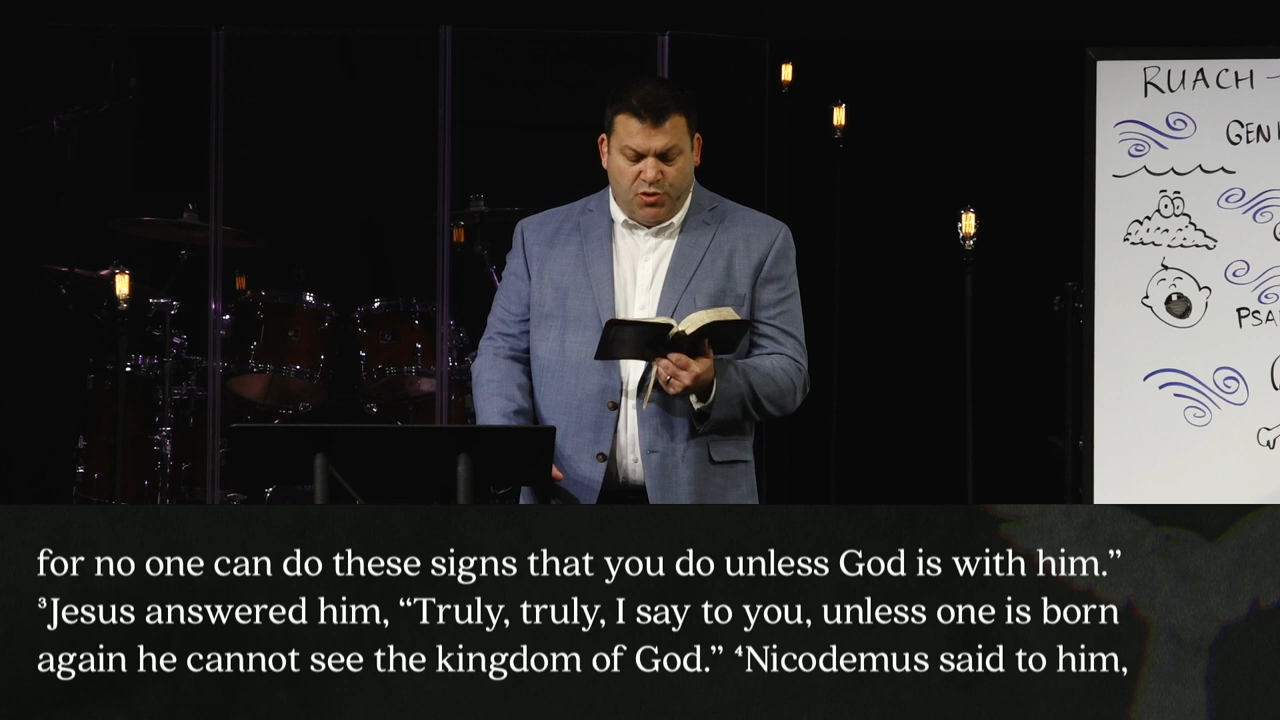 RUACH -
GEN
PSA
for no one can do these signs that you do unless God is with him.”
³Jesus answered him, “Truly, truly, I say to you, unless one is born
again he cannot see the kingdom of God.” ⁴Nicodemus said to him,